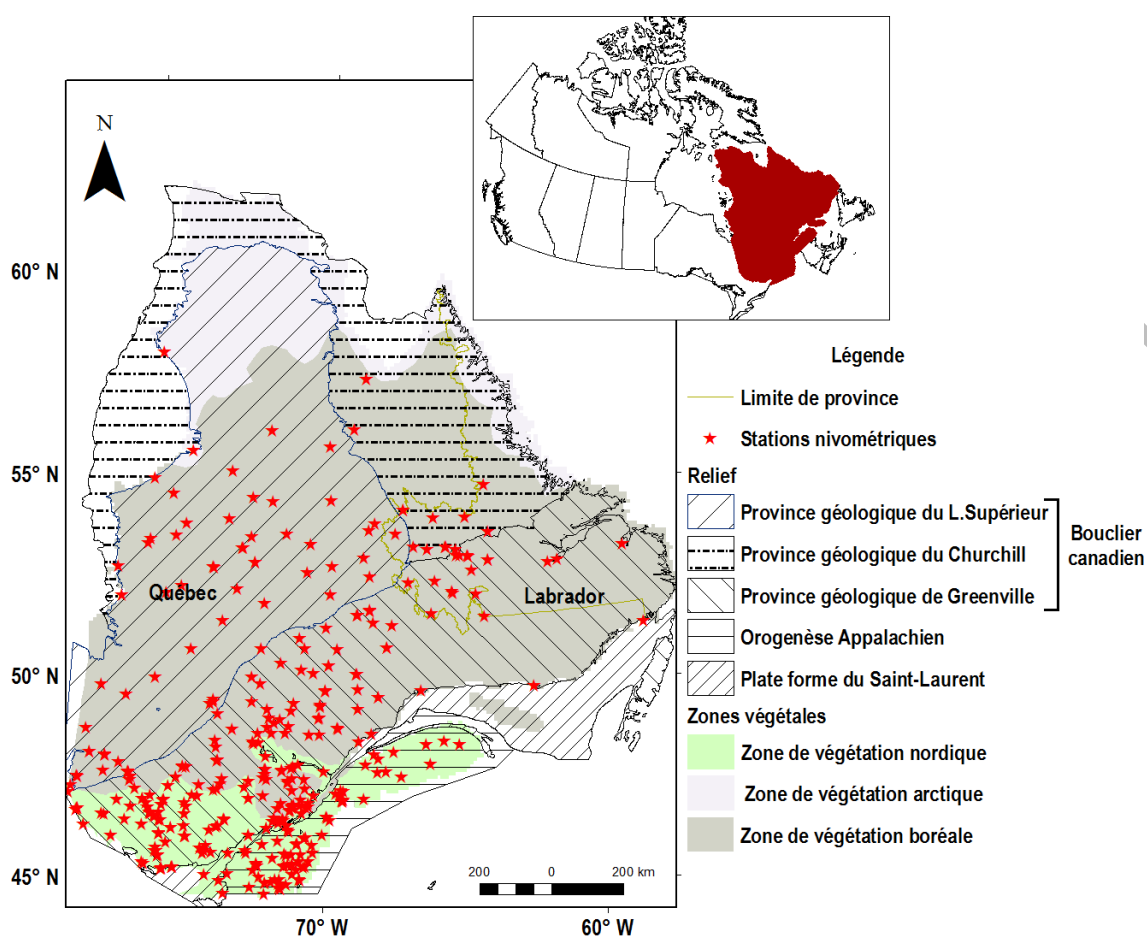 N
60° N
55° N
50° N
45° N
70° W
60° W
Québec
Labrador
200
0
200 km
Légende
Limite de province
Stations nivométriques
Relief
Province géologique du L.Supérieur
Province géologique du Churchill
Province géologique de Greenville
Bouclier
canadien
Orogenèse Appalachien
Plate forme du Saint-Laurent
Zones végétales
Zone de végétation nordique
Zone de végétation arctique
Zone de végétation boréale